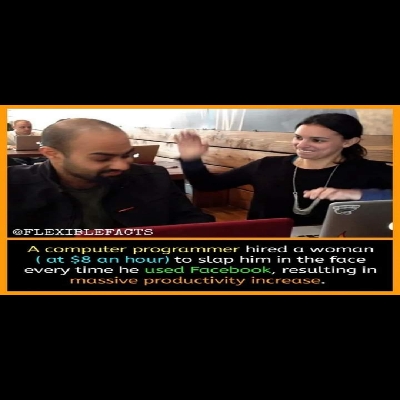 @FLEXIBLEFACTS
A computer programmer hired a woman
( at $8 an hour) to slap him in the face
every time he used Facebook, resulting in
massive productivity increase.